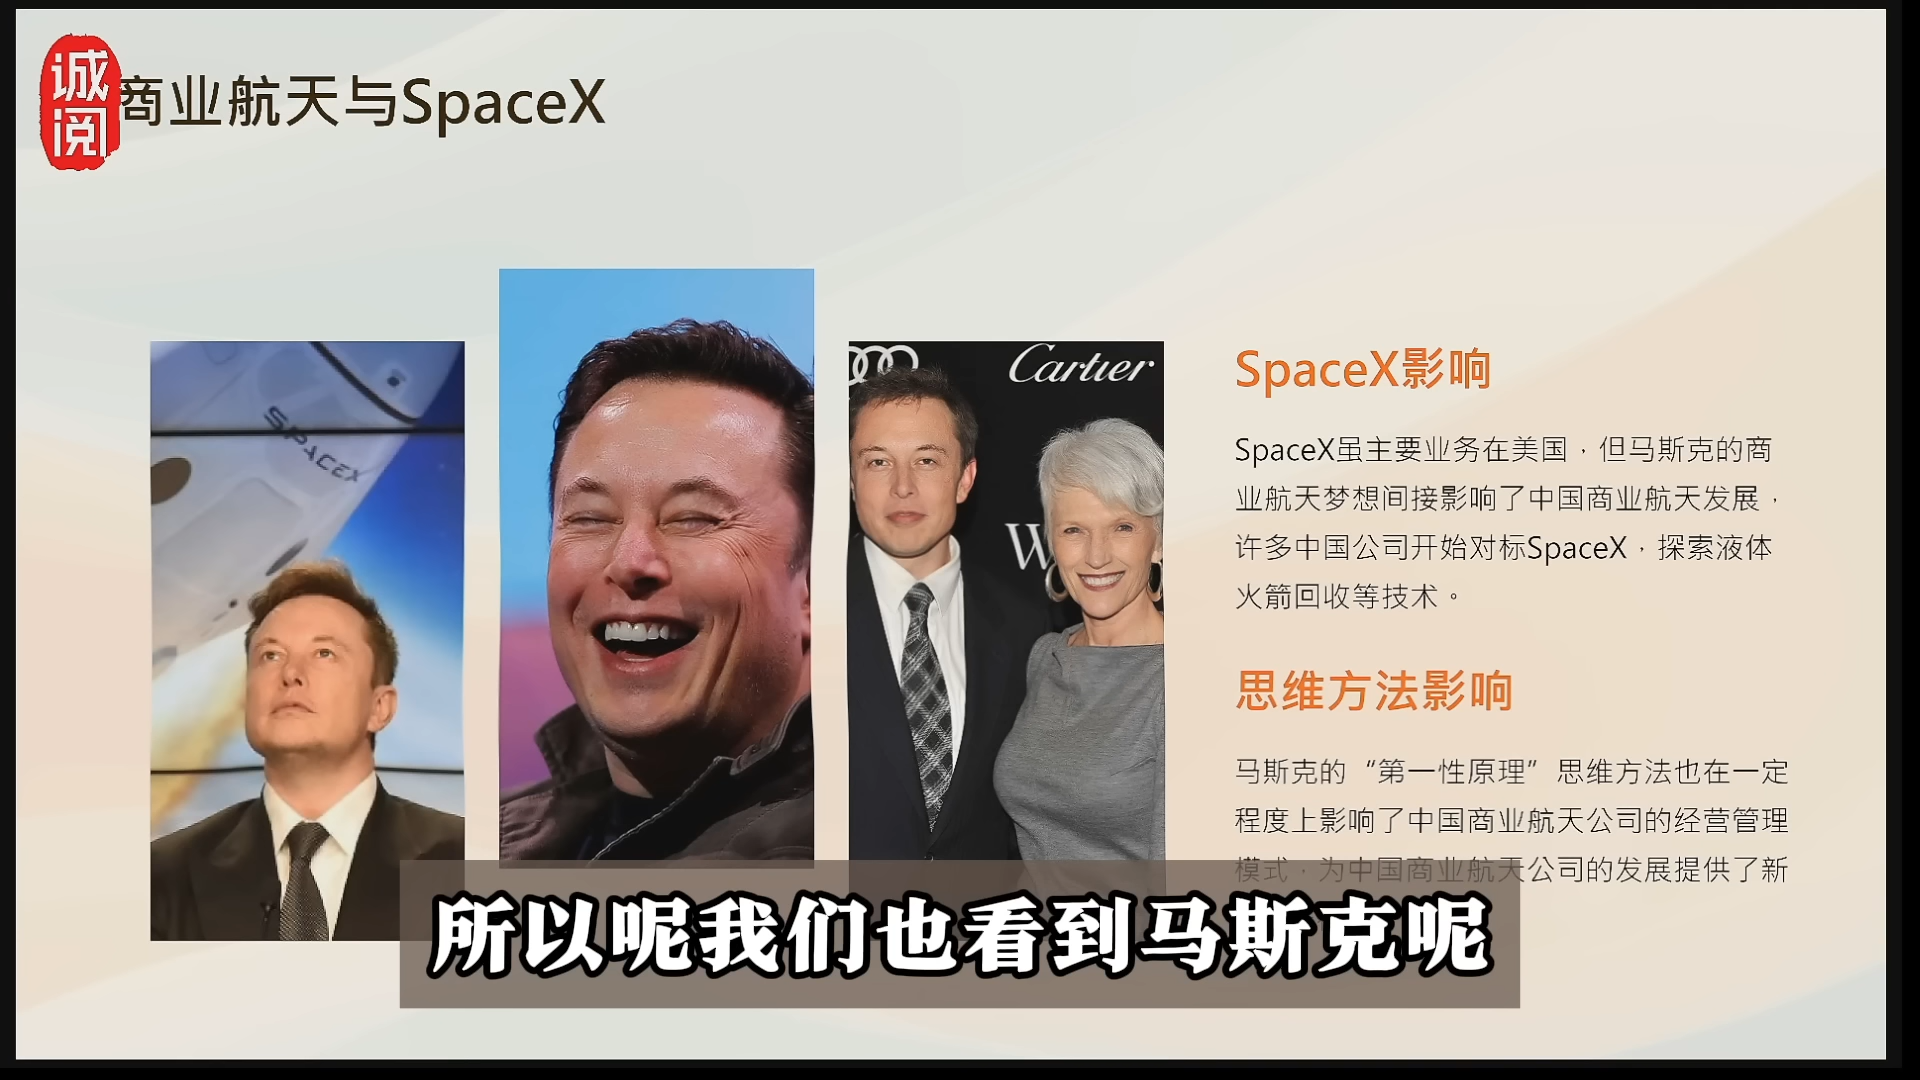 诚阅
商业航天与SpaceX
SPACEX
Cartier
W
SpaceX影响
SpaceX虽主要业务在美国，但马斯克的商
业航天梦想间接影响了中国商业航天发展，
许多中国公司开始对标SpaceX，探索液体
火箭回收等技术。
思维方法影响
马斯克的“第一性原理”思维方法也在一定
程度上影响了中国商业航天公司的经营管理
模式，为中国商业航天公司的发展提供了新
所以呢我们也看到马斯克呢